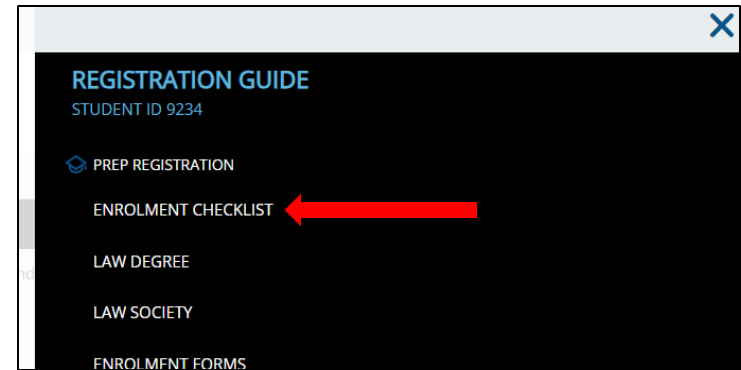 REGISTRATION GUIDE
STUDENT ID 9234
PREP REGISTRATION
ENROLMENT CHECKLIST
LAW DEGREE
LAW SOCIETY
ENROLMENT FORMS